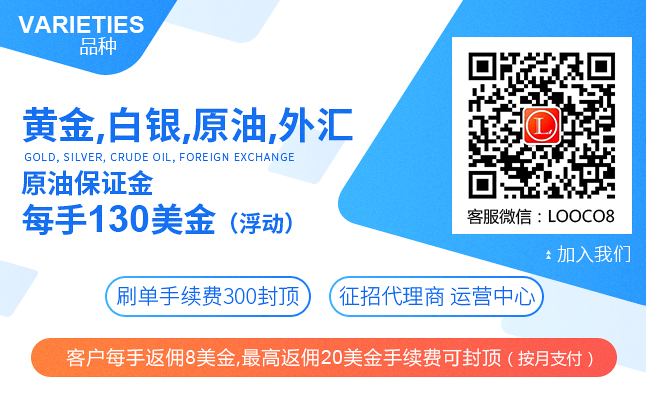 VARIETIES
品种
黄金,白银,原油,外汇
GOLD, SILVER, CRUDE OIL, FOREIGN EXCHANGE
原油保证金
每手130美金（浮动）
L
客服微信：LOOCO8
加入我们
刷单手续费300封顶
征招代理商 运营中心
客户每手返佣8美金,最高返佣20美金手续费可封顶（按月支付）